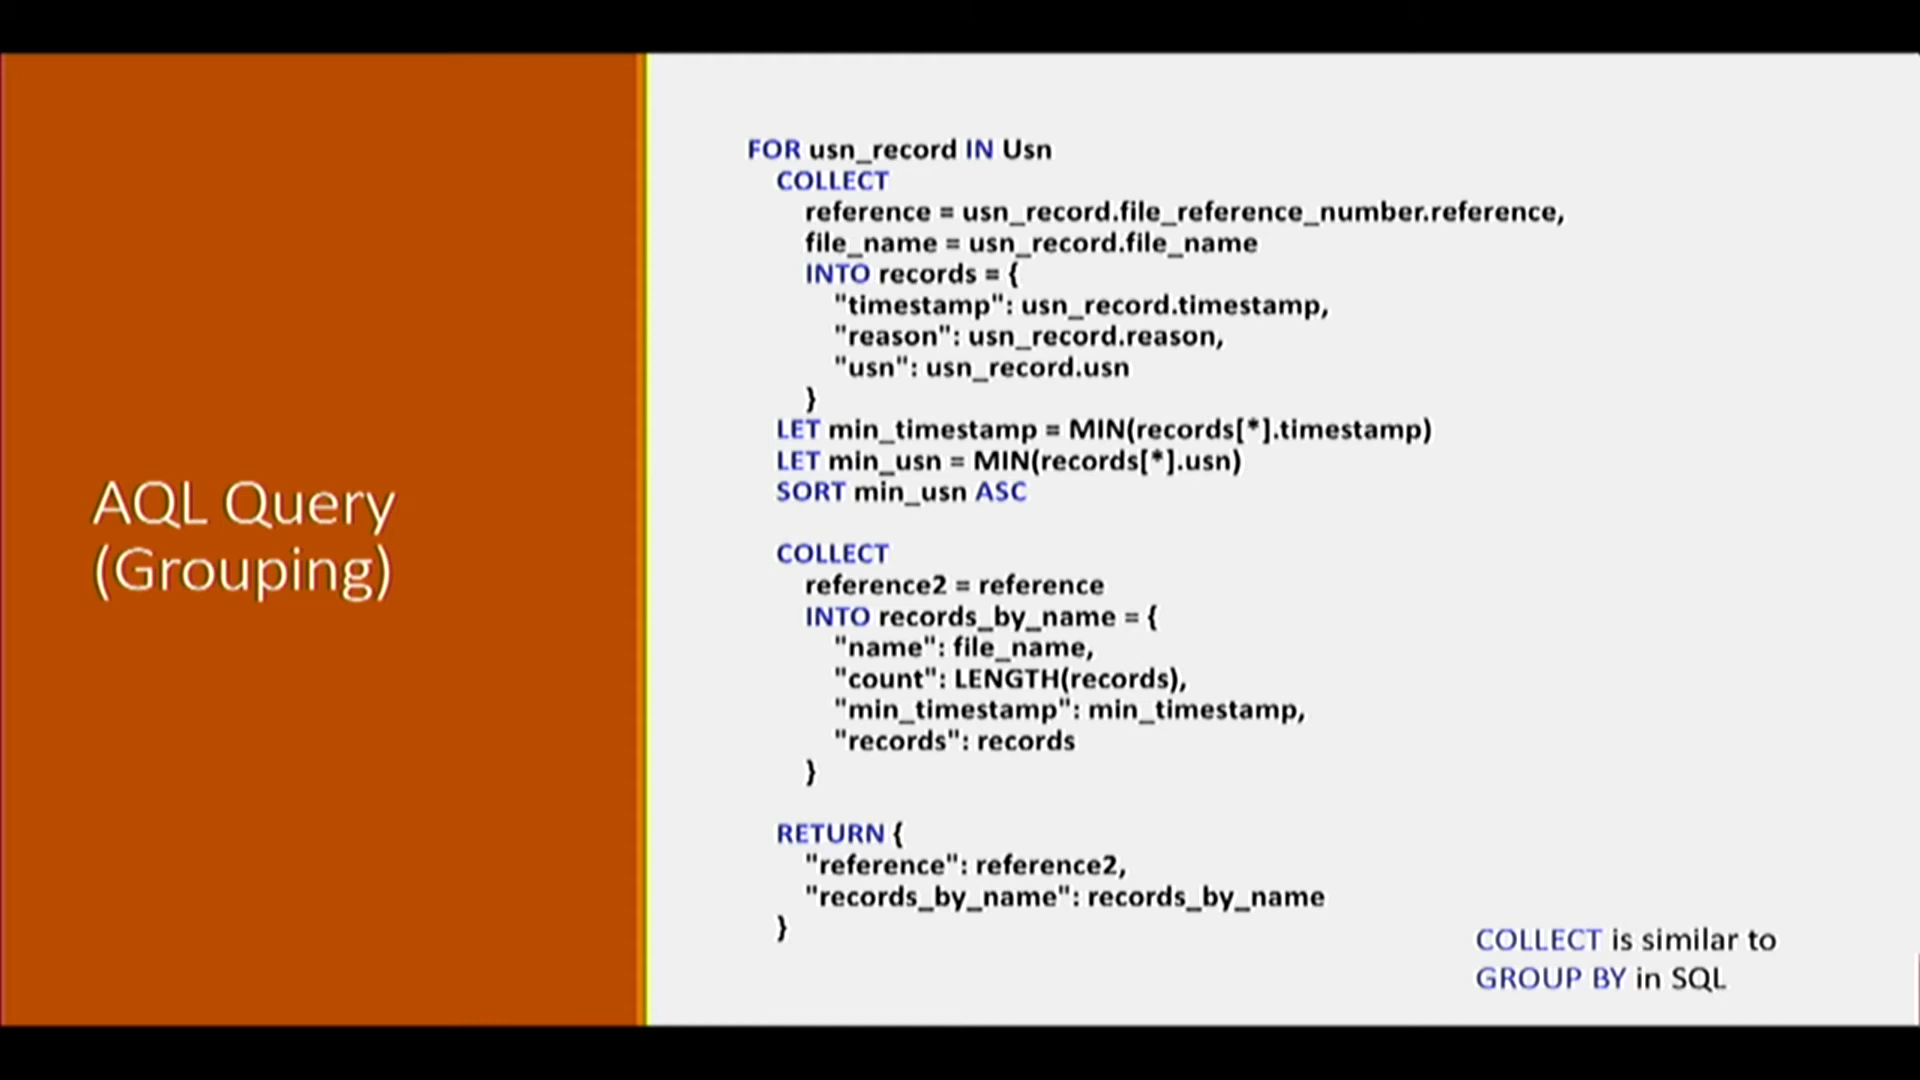 AQL Query
(Grouping)
FOR usn_record IN Usn
COLLECT
reference = usn_record.file_reference_number.reference,
file_name = usn_record.file_name
INTO records = {
"timestamp": usn_record.timestamp,
"reason": usn_record.reason,
"usn": usn_record.usn
}
LET min_timestamp = MIN(records[*].timestamp)
LET min_usn = MIN(records[*].usn)
SORT min_usn ASC
COLLECT
reference2 = reference
INTO records_by_name = {
"name": file_name,
"count": LENGTH(records),
"min_timestamp": min_timestamp,
"records": records
}
RETURN {
"reference": reference2,
"records_by_name": records_by_name
}
COLLECT is similar to
GROUP BY in SQL